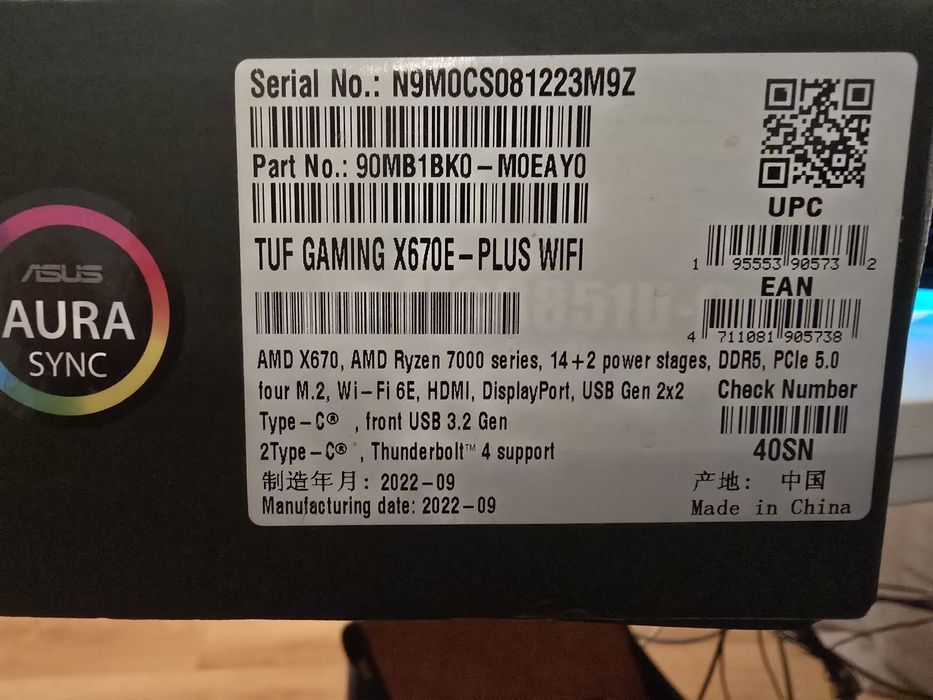 Serial No.: N9M0CS081223M9Z
Part No.: 90MB1BK0-M0EAY0
UPC
TUF GAMING X670E-PLUS WIFI
1 95553 90573 2
EAN
4 711081 905738
ASUS
AURA
SYNC
AMD X670, AMD Ryzen 7000 series, 14+2 power stages, DDR5, PCIe 5.0
four M.2, Wi-Fi 6E, HDMI, DisplayPort, USB Gen 2x2
Check Number
Type-C® , front USB 3.2 Gen
2Type-C® , Thunderbolt™ 4 support
40SN
制造年月: 2022-09
产地: 中国
Manufacturing date: 2022-09
Made in China